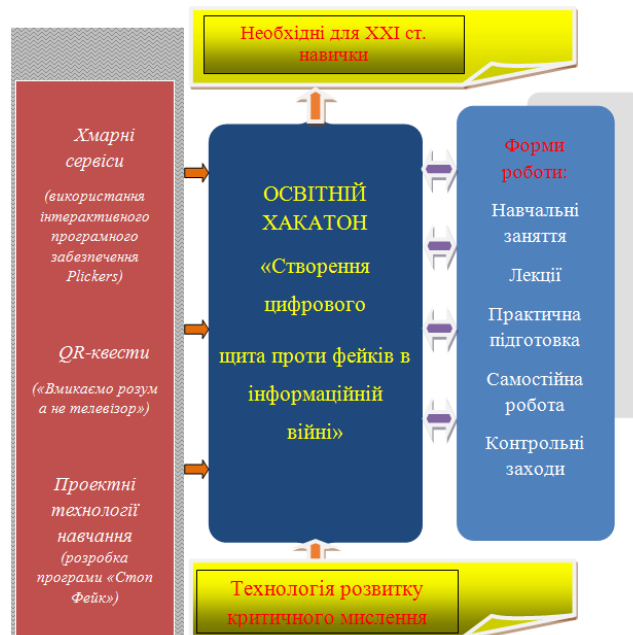 Необхідні для ХХІ ст.
навички
Хмарні
сервіси
(використання
інтерактивного
програмного
забезпечення
Plickers)
QR-квести
(«Вмикаємо розум
а не телевізор»)
Проектні
технології
навчання
(розробка
програми «Стоп
Фейк»)
ОСВІТНІЙ
ХАКАТОН
«Створення
цифрового
щита проти фейків в
інформаційній
війні»
Форми
роботи:
Навчальні
заняття
Лекції
Практична
підготовка
Самостійна
робота
Контрольні
заходи
Технологія розвитку
критичного мислення